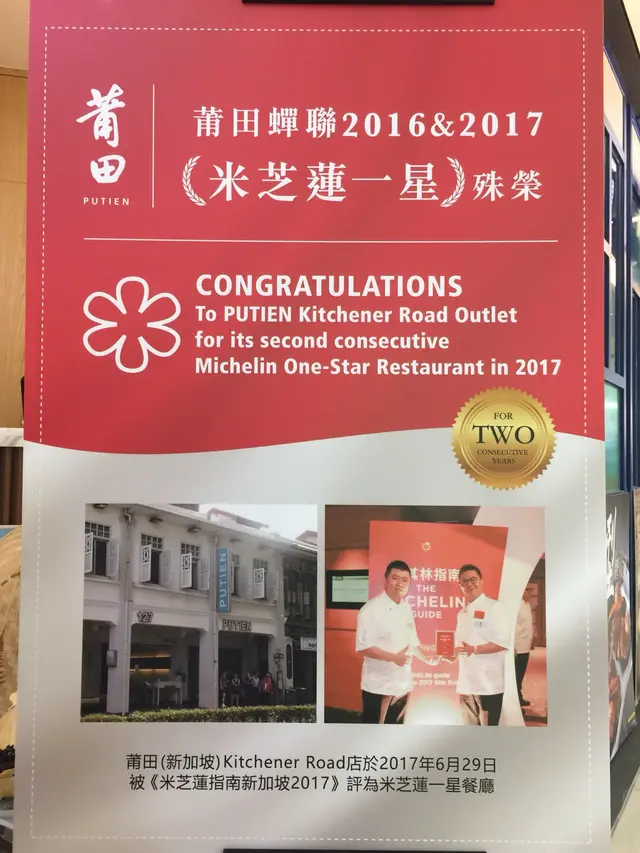 莆田
PUTIEN
莆田蟬聯2016&2017
《米芝蓮一星》殊榮
CONGRATULATIONS
To PUTIEN Kitchener Road Outlet
for its second consecutive
Michelin One-Star Restaurant in 2017
FOR
TWO
CONSECUTIVE
YEARS
PUTIEN
127
PUTIEN
其林指南
THE
MICHELIN
GUIDE
莆田(新加坡)Kitchener Road店於2017年6月29日
被《米芝蓮指南新加坡2017》評為米芝蓮一星餐廳